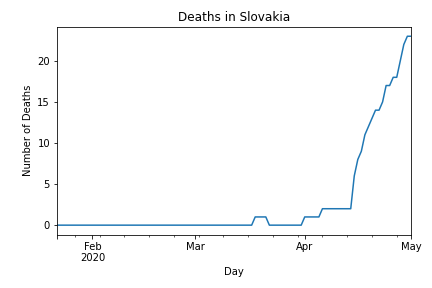 Deaths in Slovakia
Number of Deaths
20
15
10
5
0
Feb
2020
Mar
Apr
May
Day